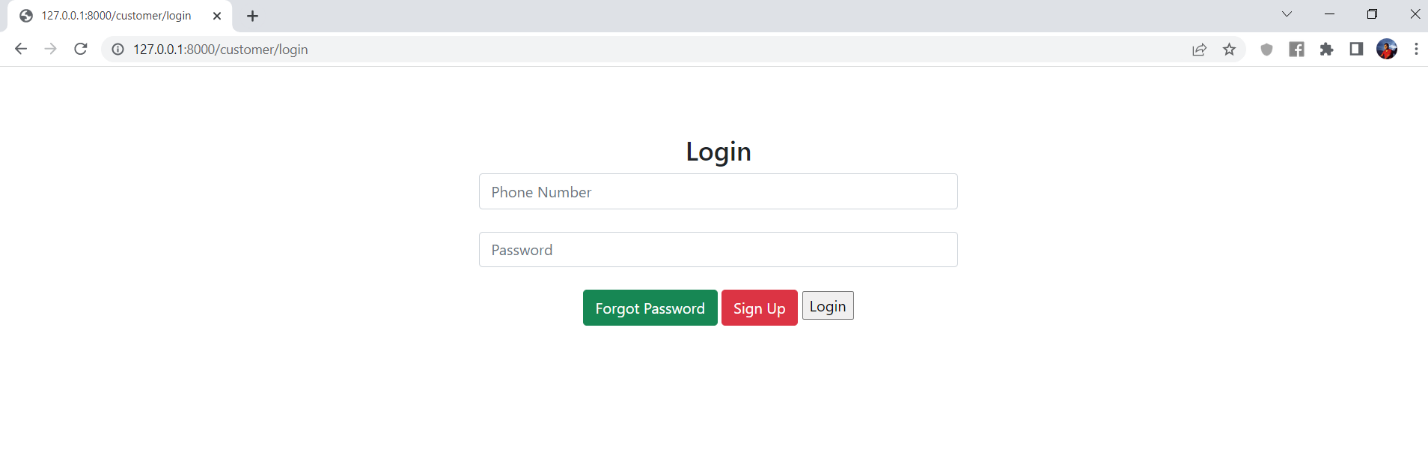 127.0.0.1:8000/customer/login
127.0.0.1:8000/customer/login
Login
Phone Number
Password
Forgot Password Sign Up Login